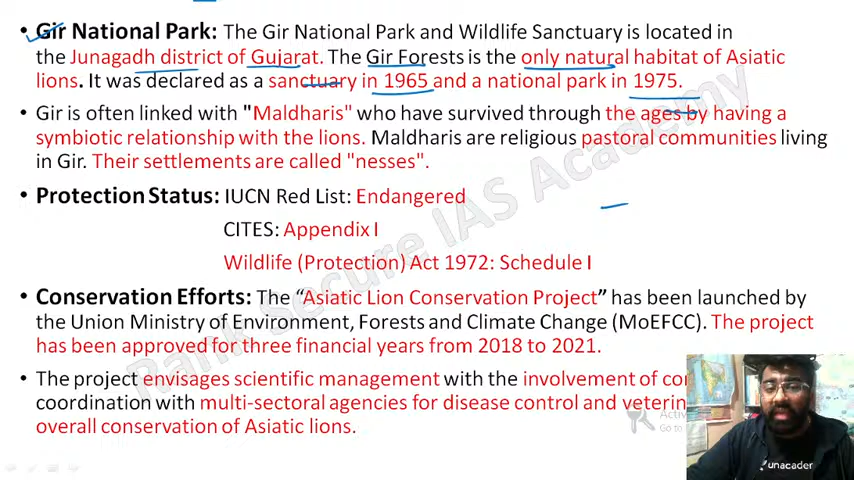 • Gir National Park: The Gir National Park and Wildlife Sanctuary is located in
the Junagadh district of Gujarat. The Gir Forests is the only natural habitat of Asiatic
lions. It was declared as a sanctuary in 1965 and a national park in 1975.
• Gir is often linked with "Maldharis" who have survived through the ages by having a
symbiotic relationship with the lions. Maldharis are religious pastoral communities living
in Gir. Their settlements are called "nesses".
• Protection Status: IUCN Red List: Endangered
CITES: Appendix I
Wildlife (Protection) Act 1972: Schedule I
• Conservation Efforts: The “Asiatic Lion Conservation Project” has been launched by
the Union Ministry of Environment, Forests and Climate Change (MoEFCC). The project
has been approved for three financial years from 2018 to 2021.
• The project envisages scientific management with the involvement of
coordination with multi-sectoral agencies for disease control and
overall conservation of Asiatic lions.
Rank Secure IAS Academy
Go to
unacader